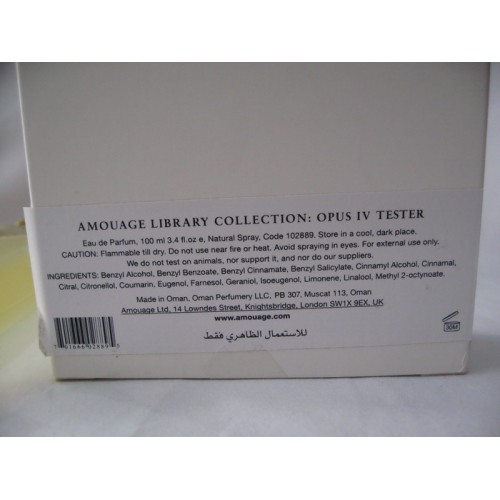 AMOUAGE LIBRARY COLLECTION: OPUS IV TESTER
Eau de Parfum, 100 ml 3.4 fl.oz e, Natural Spray, Code 102889. Store in a cool, dark place.
CAUTION: Flammable till dry. Do not use near fire or heat. Avoid spraying in eyes. For external use only.
We do not test on animals, nor support it, and nor do our suppliers.
INGREDIENTS: Benzyl Alcohol, Benzyl Benzoate, Benzyl Cinnamate, Benzyl Salicylate, Cinnamyl Alcohol, Cinnamal,
Citral, Citronellol, Coumarin, Eugenol, Farnesol, Geraniol, Isoeugenol, Limonene, Linalool, Methyl 2-octynoate.
Made in Oman, Oman Perfumery LLC, PB 307, Muscat 113, Oman
Amouage Ltd, 14 Lowndes Street, Knightsbridge, London SW1X 9EX, UK
www.amouage.com
للاستعمال الظاهري فقط